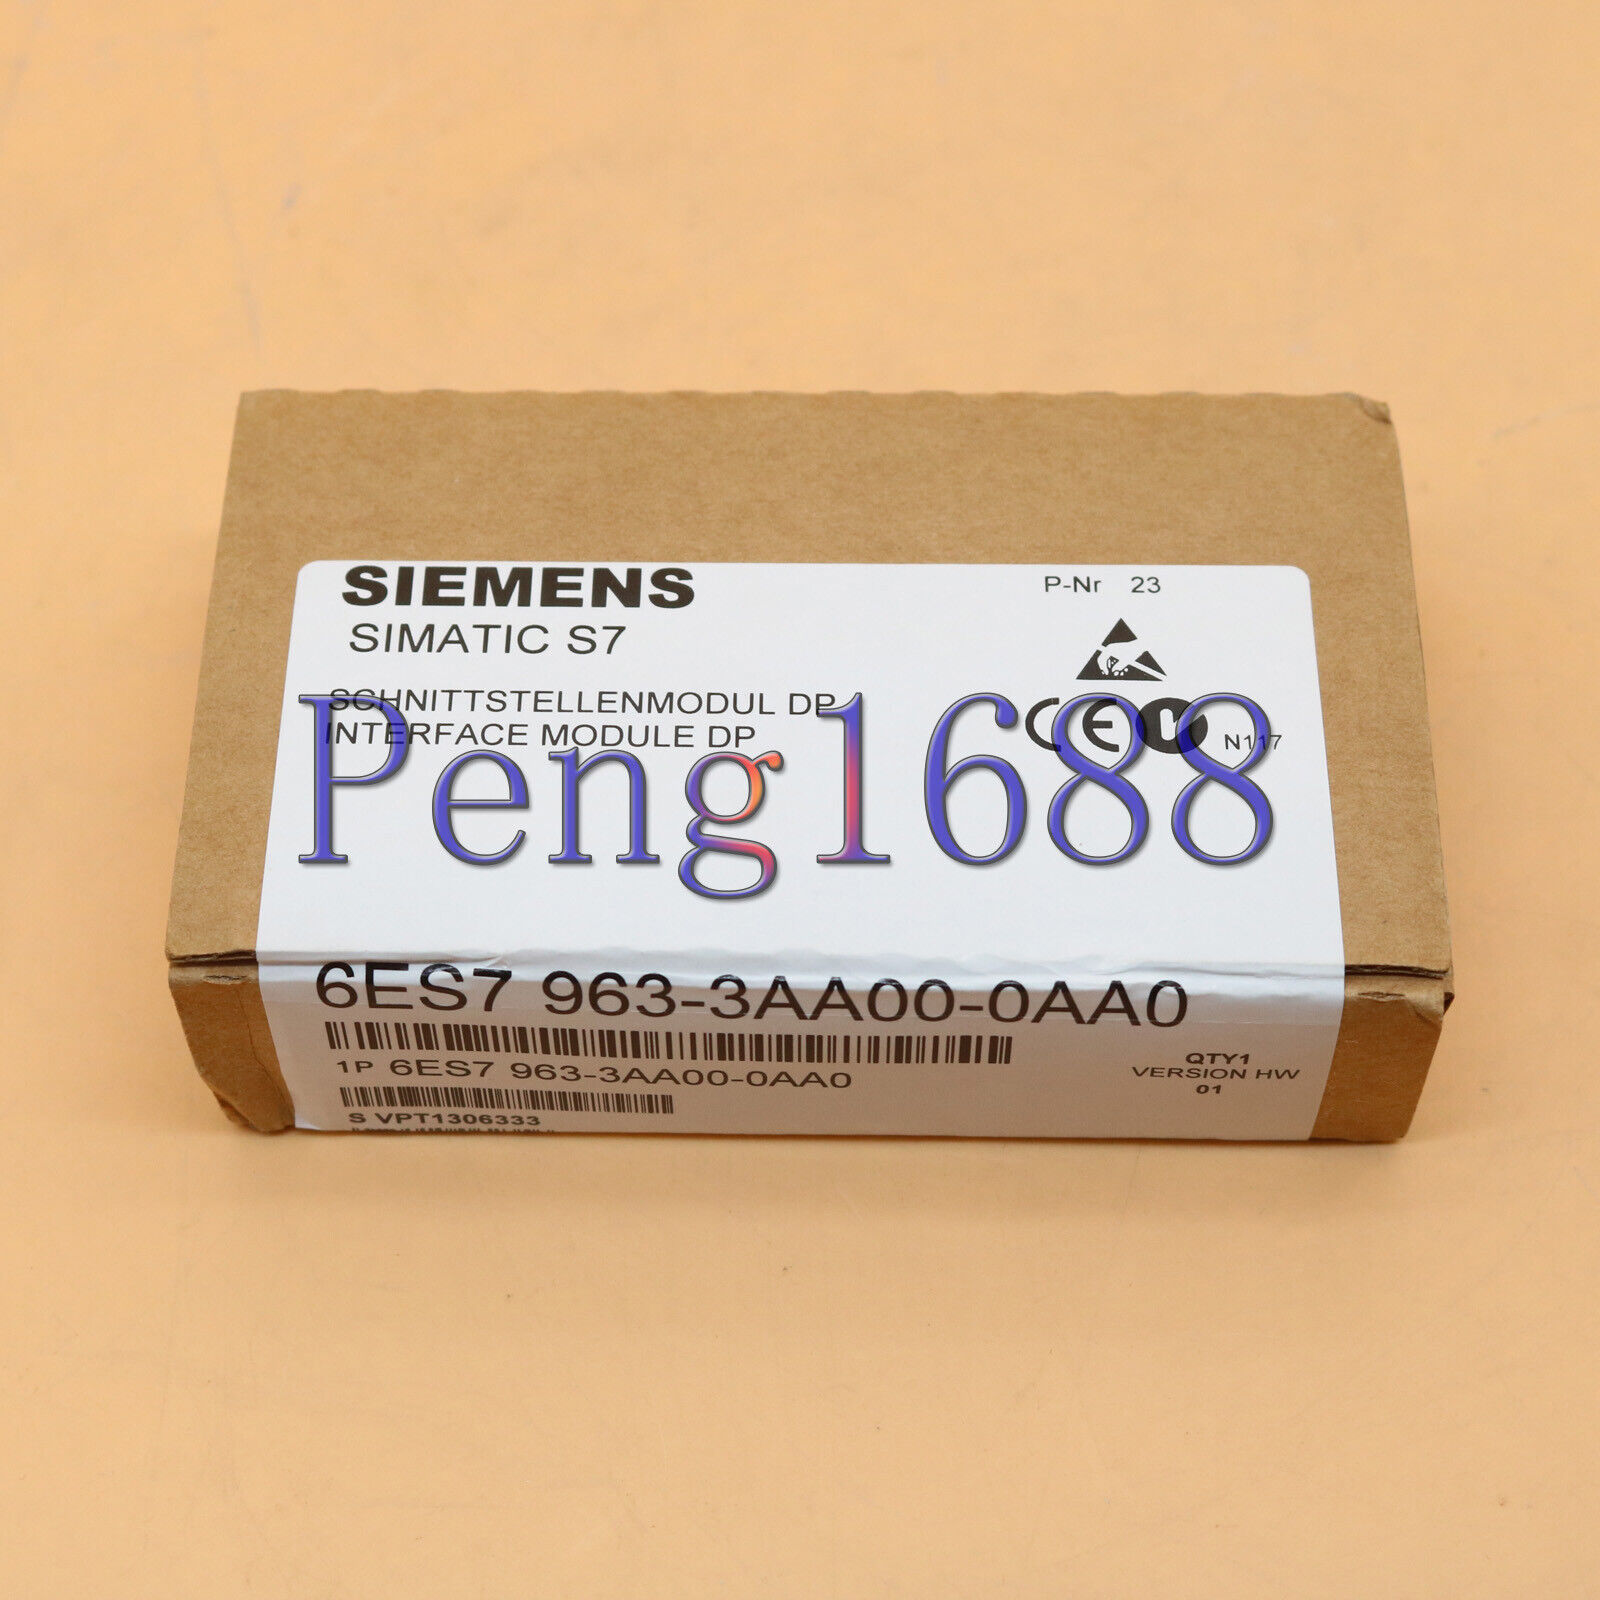 SIEMENS
P-Nr 23
SIMATIC S7
SCHNITTSTELLENMODUL DP
INTERFACE MODULE DP
CE N117
Peng1688
6ES7 963-3AA00-0AA0
1P 6ES7 963-3AA00-0AA0
QTY1
VERSION HW
01
S VPT1306333